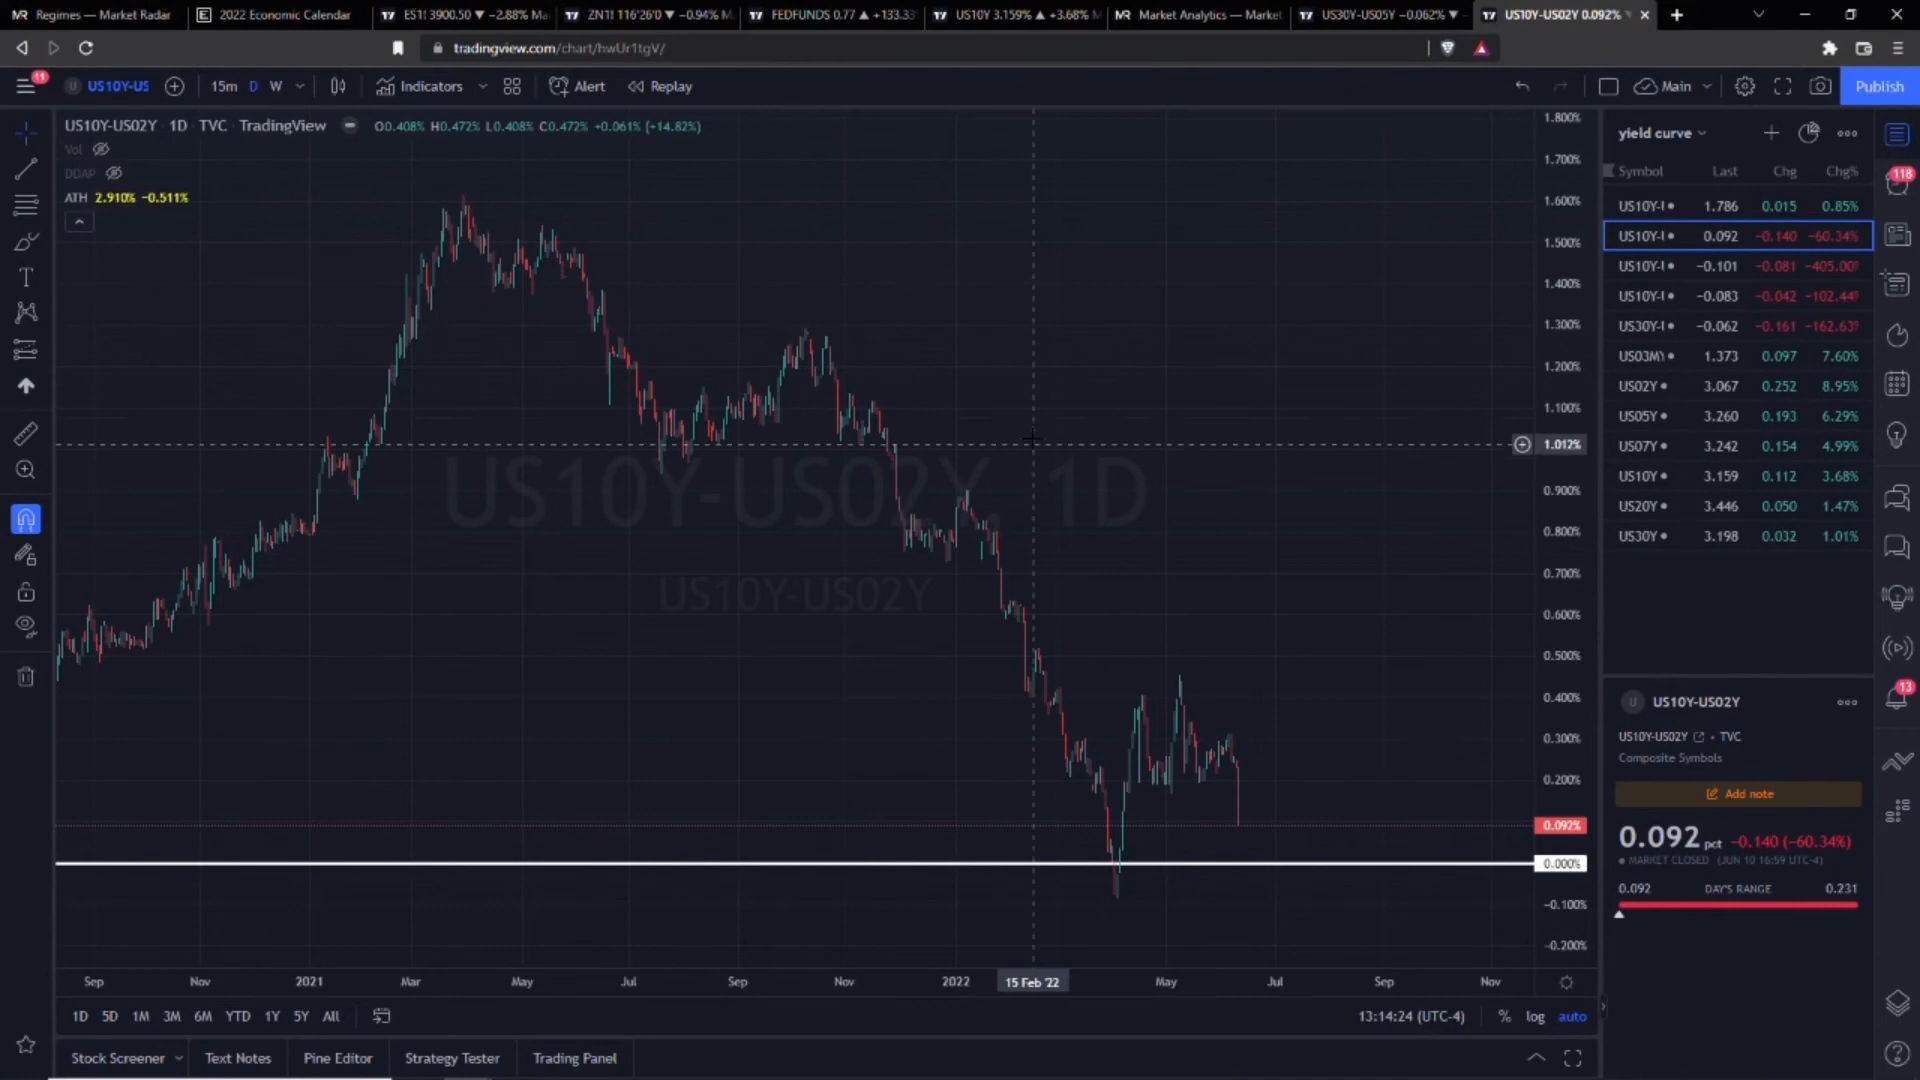 Regimes — Market Radar
2022 Economic Calendar
ES1! 3900.50 ▼ −2.88% Ma
ZN1! 116'26'0 ▼ −0.94% M
FEDFUNDS 0.77 ▲ +133.33
US10Y 3.159% ▲ +3.68% M
Market Analytics — Market
US30Y-US05Y −0.062% ▼
US10Y-US02Y 0.092% ▼
tradingview.com/chart/hwUr1tgV/
11
US10Y-US
15m
D
W
Indicators
Alert
Replay
Main
Publish
US10Y-US02Y · 1D · TVC · TradingView
O0.408% H0.472% L0.408% C0.472% +0.061% (+14.82%)
Vol
DDAP
ATH 2.910% −0.511%
US10Y-US02Y, 1D
US10Y-US02Y
1.800%
1.700%
1.600%
1.500%
1.400%
1.300%
1.200%
1.100%
1.012%
0.900%
0.800%
0.700%
0.600%
0.500%
0.400%
0.300%
0.200%
0.092%
0.000%
−0.100%
−0.200%
Sep
Nov
2021
Mar
May
Jul
Sep
Nov
2022
15 Feb '22
May
Jul
Sep
Nov
1D 5D 1M 3M 6M YTD 1Y 5Y All
13:14:24 (UTC-4)
%
log
auto
Stock Screener
Text Notes
Pine Editor
Strategy Tester
Trading Panel
yield curve
Symbol Last Chg Chg%
US10Y-I 1.786 0.015 0.85%
US10Y-I 0.092 −0.140 −60.34%
US10Y-I −0.101 −0.081 −405.00
US10Y-I −0.083 −0.042 −102.44
US30Y-I −0.062 −0.161 −162.63
US03MY 1.373 0.097 7.60%
US02Y 3.067 0.252 8.95%
US05Y 3.260 0.193 6.29%
US07Y 3.242 0.154 4.99%
US10Y 3.159 0.112 3.68%
US20Y 3.446 0.050 1.47%
US30Y 3.198 0.032 1.01%
118
13
U
US10Y-US02Y
US10Y-US02Y · TVC
Composite Symbols
Add note
0.092 pct −0.140 (−60.34%)
MARKET CLOSED (JUN 10 16:59 UTC-4)
0.092 DAY'S RANGE 0.231